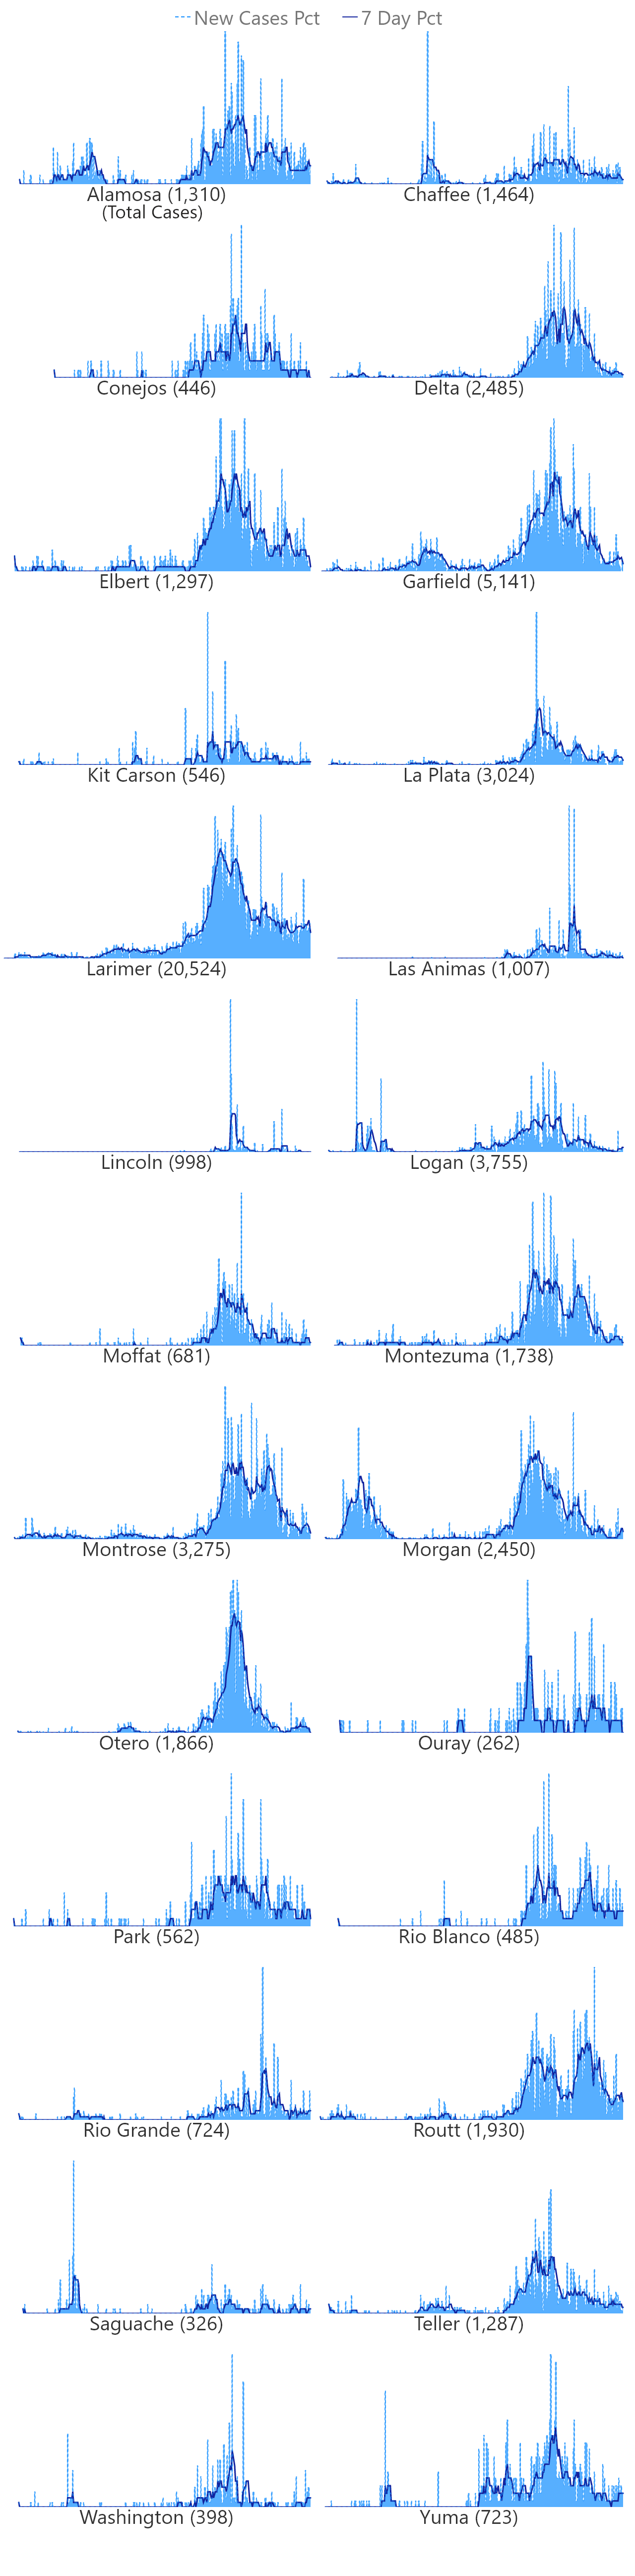 New Cases Pct 7 Day Pct
Alamosa (1,310) Chaffee (1,464)
(Total Cases)
Conejos (446) Delta (2,485)
Elbert (1,297) Garfield (5,141)
Kit Carson (546) La Plata (3,024)
Larimer (20,524) Las Animas (1,007)
Lincoln (998) Logan (3,755)
Moffat (681) Montezuma (1,738)
Montrose (3,275) Morgan (2,450)
Otero (1,866) Ouray (262)
Park (562) Rio Blanco (485)
Rio Grande (724) Routt (1,930)
Saguache (326) Teller (1,287)
Washington (398) Yuma (723)